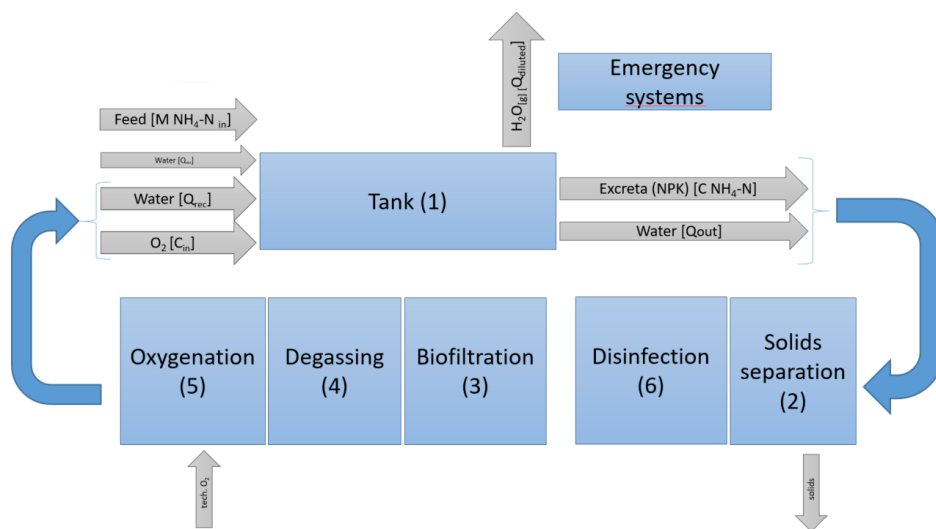 H₂O[g] [Qdiluted]
Emergency
systems
Feed [M NH₄-N in]
Water [Qin]
Water [Qrec]
O₂ [Cin]
Tank (1)
Excreta (NPK) [C NH₄-N]
Water [Qout]
Oxygenation
(5)
Degassing
(4)
Biofiltration
(3)
Disinfection
(6)
Solids
separation
(2)
tech. O₂
solids